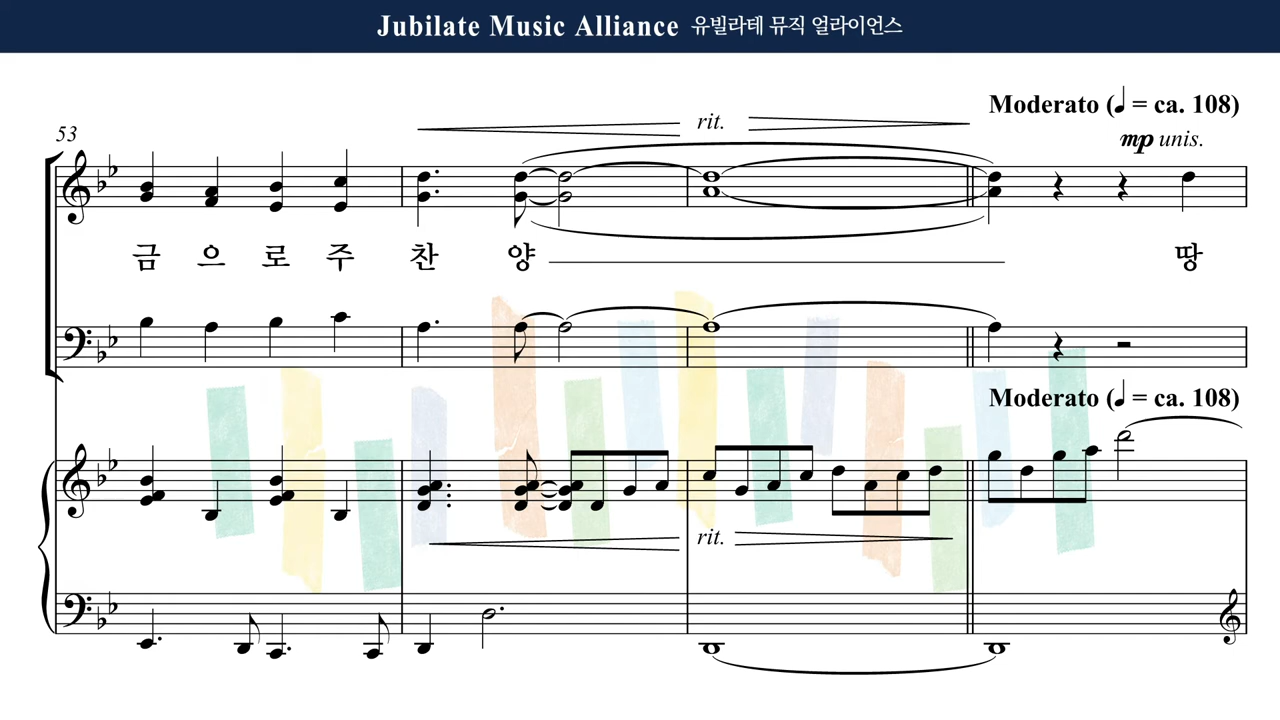 Jubilate Music Alliance 유빌라테 뮤직 얼라이언스
Moderato (♩ = ca. 108)
53
rit.
mp unis.
금 으 로 주 찬 양 땅
Moderato (♩ = ca. 108)
rit.